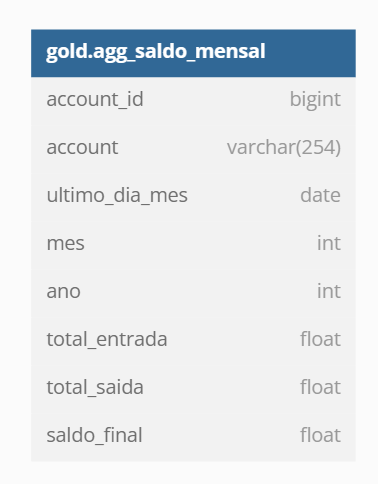 gold.agg_saldo_mensal
account_id bigint
account varchar(254)
ultimo_dia_mes date
mes int
ano int
total_entrada float
total_saida float
saldo_final float